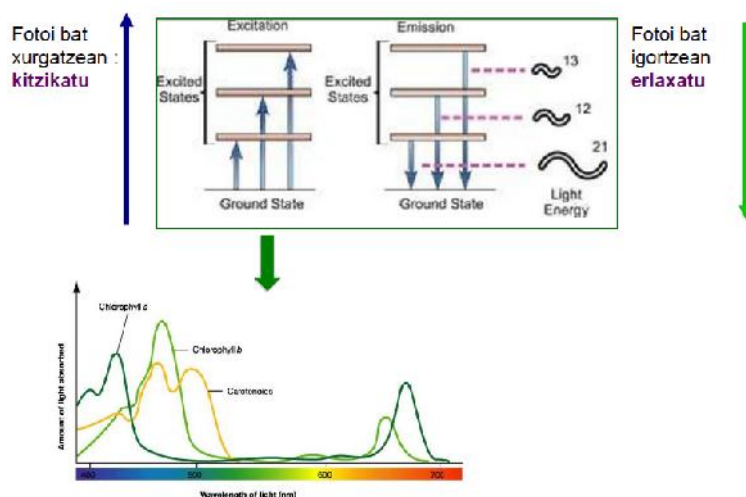 Fotoi bat
xurgatzean :
kitzikatu
Excitation
Emission
Excited
States
Excited
States
13
12
21
Ground State
Ground State
Light
Energy
Fotoi bat
igortzean
erlaxatu
Chlorophyll a
Chlorophyll b
Carotenoids
Amount of light absorbed
400
500
600
700
Wavelength of light (nm)